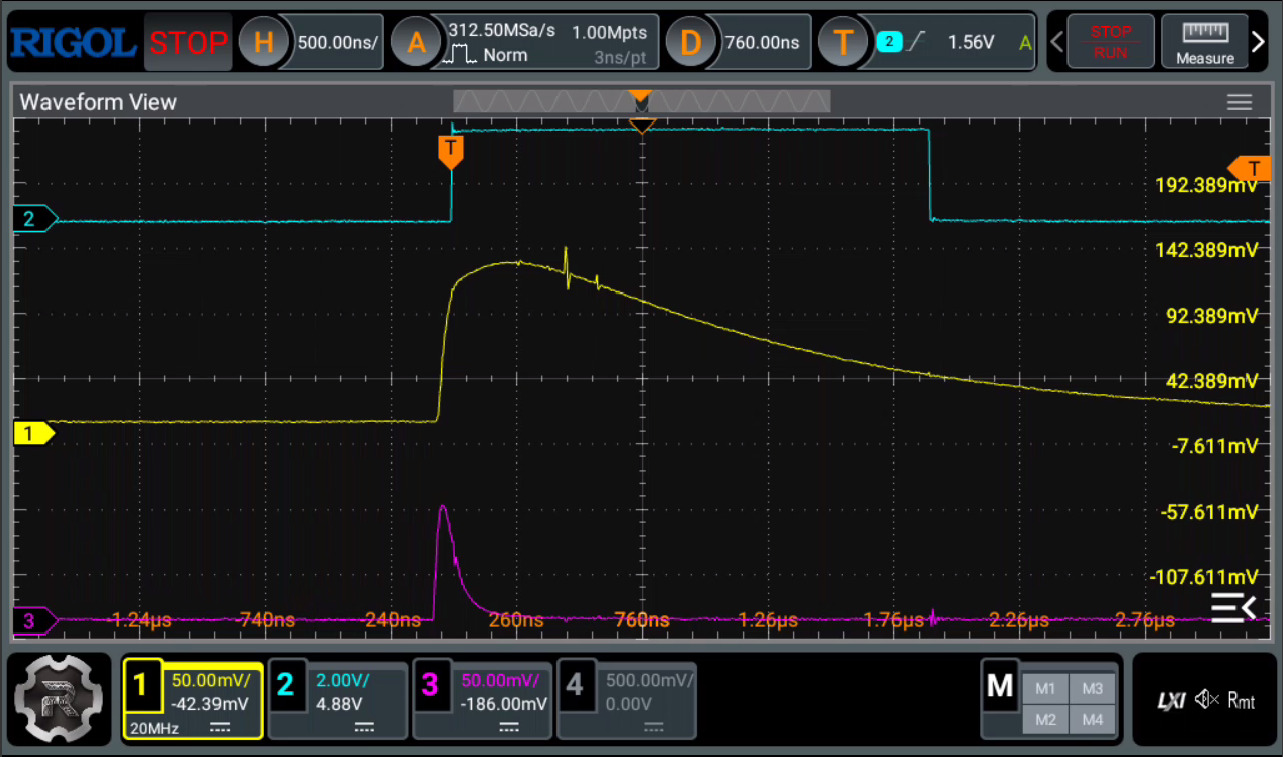 RIGOL STOP H 500.00ns/ A 312.50MSa/s 1.00Mpts D 760.00ns T 2 1.56V A STOP RUN Measure
Norm 3ns/pt
Waveform View
T
T
192.389mV
2
142.389mV
92.389mV
42.389mV
1
-7.611mV
-57.611mV
-107.611mV
3 -1.24µs -740ns -240ns 260ns 760ns 1.26µs 1.76µs 2.26µs 2.76µs
R 1 50.00mV/ 2 2.00V/ 3 50.00mV/ 4 500.00mV/ M M1 M3
-42.39mV 4.88V -186.00mV 0.00V LXI Rmt
20MHz M2 M4